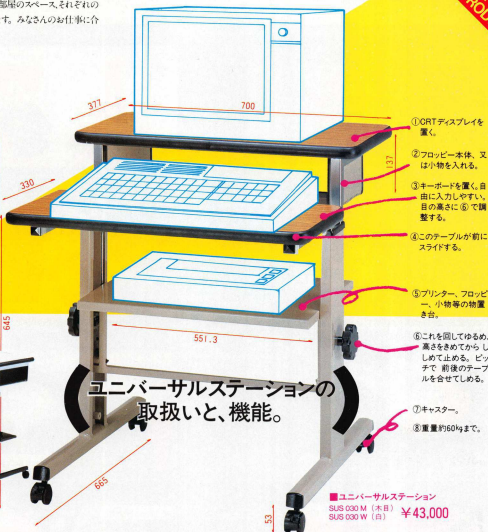 部屋のスペース、それぞれの
す。みなさんのお仕事に合
377
700
137
330
645
551.3
665
53
①CRTディスプレイを
置く。
②フロッピー本体、又
は小物を入れる。
③キーボードを置く。自
由に入力しやすい。
目の高さに⑥で調
整する。
④このテーブルが前に
スライドする。
⑤プリンター、フロッピ
ー、小物等の物置
き台。
⑥これを回してゆるめ、
高さをきめてから し
しめて止める。ピッ
チで 前後のテーブ
ルを合せてしめる。
⑦キャスター。
⑧重量約60kgまで。
ユニバーサルステーションの
取扱いと、機能。
■ユニバーサルステーション
SUS 030 M（木目）
SUS 030 W（白） ￥43,000